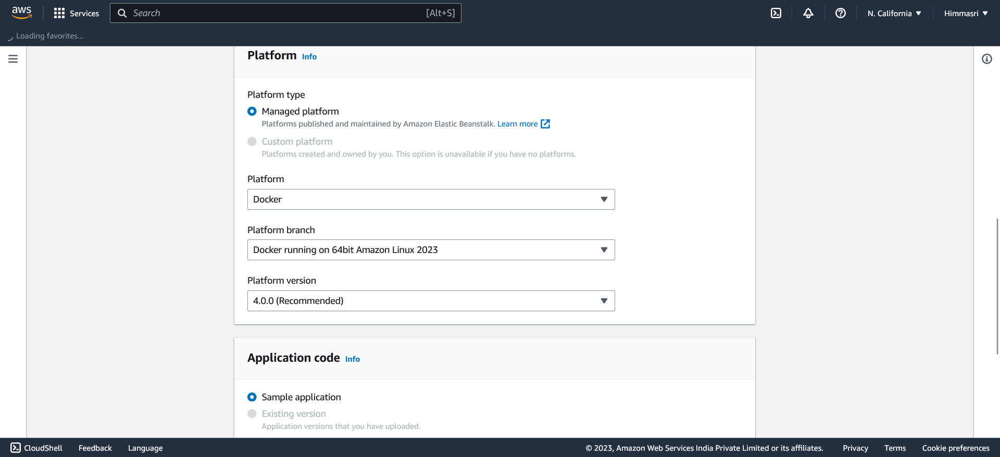 aws
Services
Search
[Alt+S]
N. California
Himmasri
Loading favorites...
Platform Info
Platform type
Managed platform
Platforms published and maintained by Amazon Elastic Beanstalk. Learn more
Custom platform
Platforms created and owned by you. This option is unavailable if you have no platforms.
Platform
Docker
Platform branch
Docker running on 64bit Amazon Linux 2023
Platform version
4.0.0 (Recommended)
Application code Info
Sample application
Existing version
Application versions that you have uploaded.
CloudShell
Feedback
Language
© 2023, Amazon Web Services India Private Limited or its affiliates.
Privacy
Terms
Cookie preferences